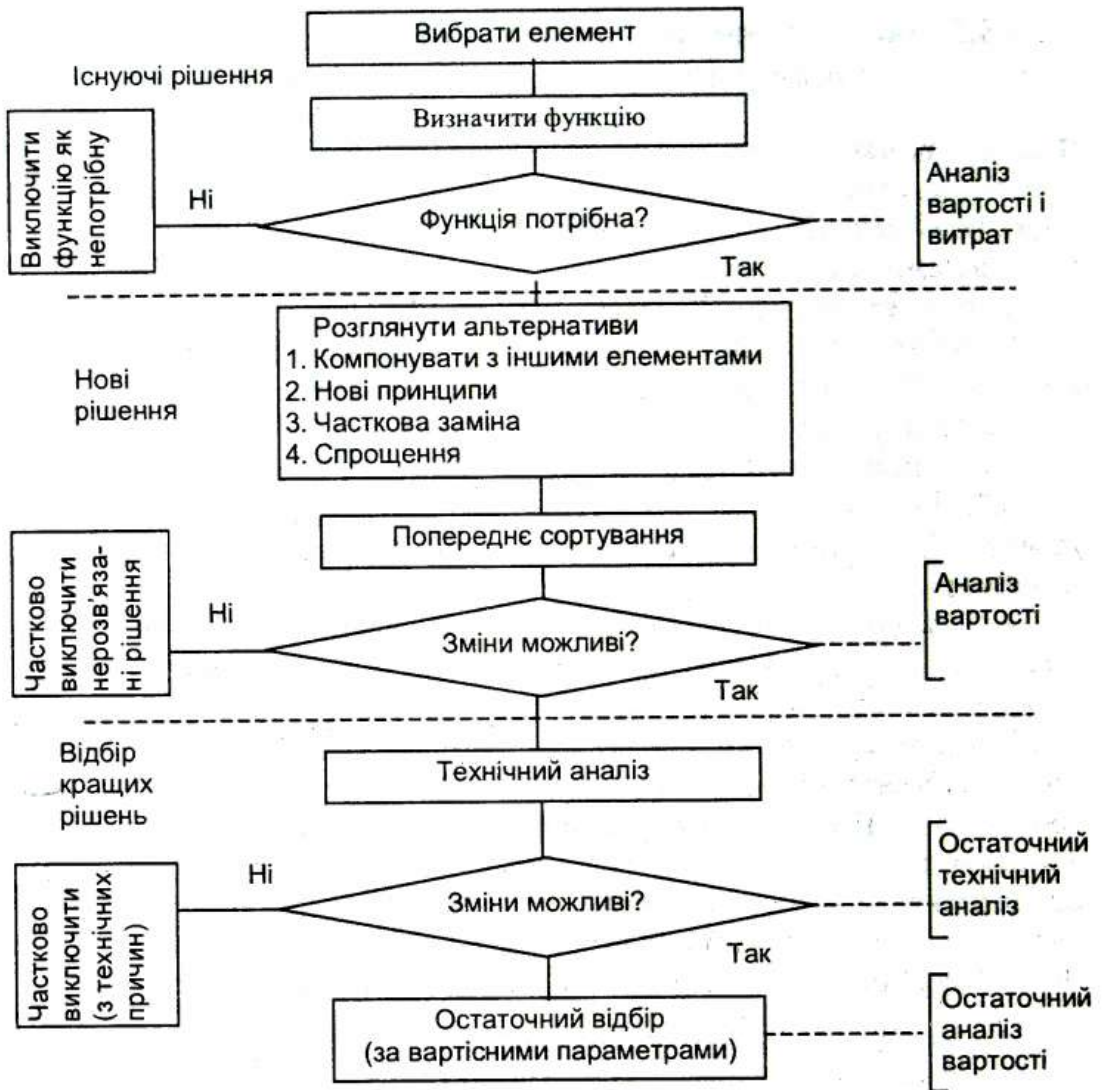 Вибрати елемент
Існуючі рішення
Визначити функцію
Виключити
функцію як
непотрібну
Ні
Функція потрібна?
Аналіз
вартості і
витрат
Так
Розглянути альтернативи
1. Компонувати з іншими елементами
2. Нові принципи
3. Часткова заміна
4. Спрощення
Нові
рішення
Попереднє сортування
Частково
виключити
нерозв'яза-
ні рішення
Ні
Зміни можливі?
Аналіз
вартості
Так
Відбір
кращих
рішень
Технічний аналіз
Частково
виключити
(з технічних
причин)
Ні
Зміни можливі?
Остаточний
технічний
аналіз
Так
Остаточний відбір
(за вартісними параметрами)
Остаточний
аналіз
вартості